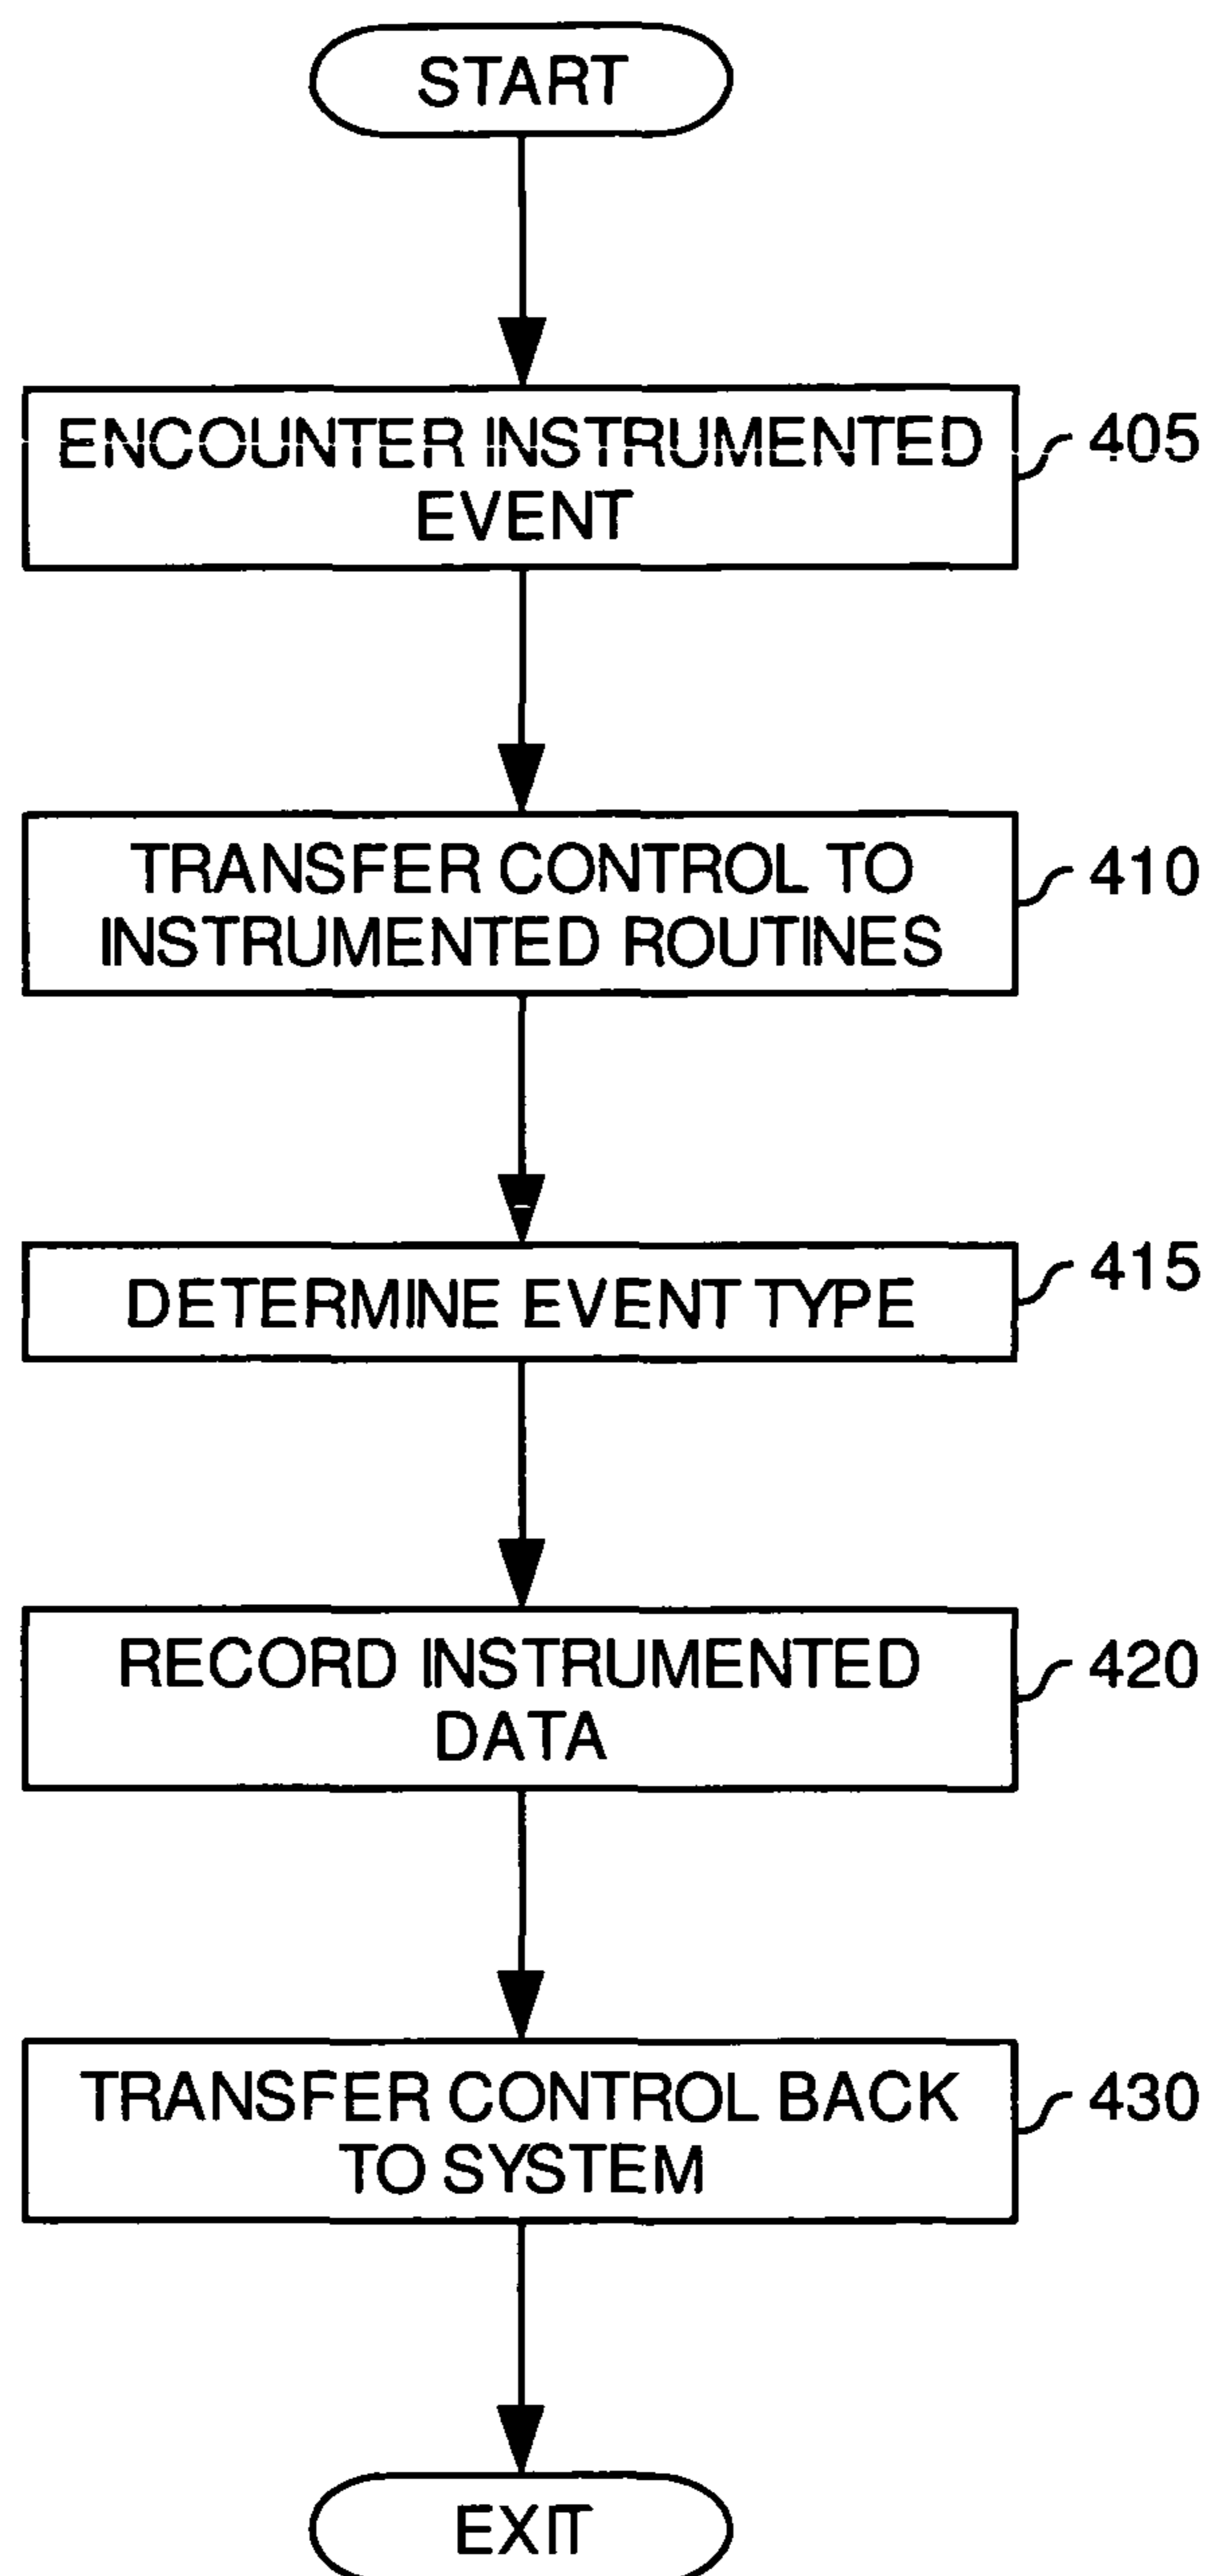 START
ENCOUNTER INSTRUMENTED
EVENT
405
TRANSFER CONTROL TO
INSTRUMENTED ROUTINES
410
DETERMINE EVENT TYPE
415
RECORD INSTRUMENTED
DATA
420
TRANSFER CONTROL BACK
TO SYSTEM
430
EXIT